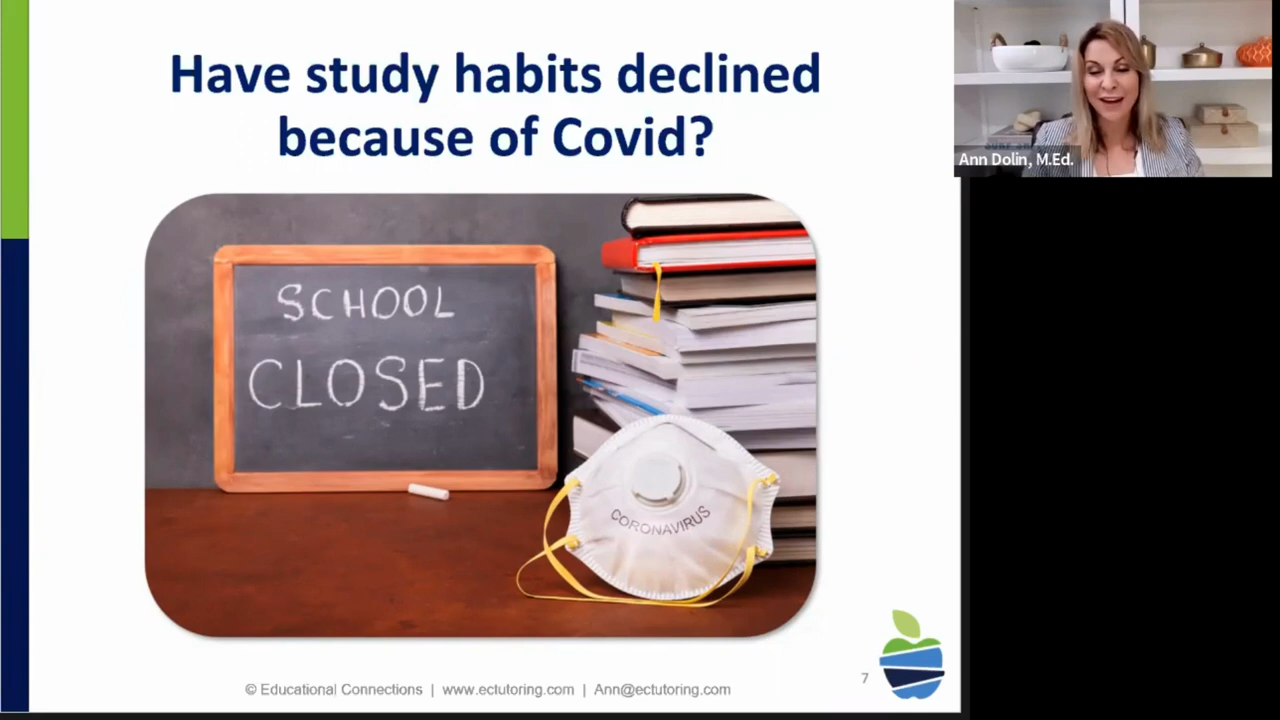 Have study habits declined
because of Covid?
Ann Dolin, M.Ed.
SCHOOL
CLOSED
CORONAVIRUS
7
© Educational Connections | www.ectutoring.com | Ann@ectutoring.com